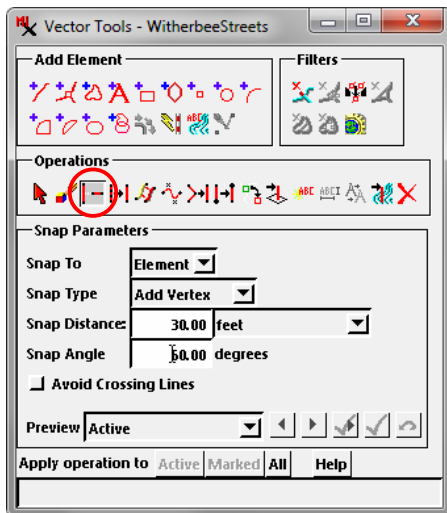 Vector Tools - WitherbeeStreets
Add Element
Filters
Operations
Snap Parameters
Snap To Element
Snap Type Add Vertex
Snap Distance: 30.00 feet
Snap Angle 60.00 degrees
Avoid Crossing Lines
Preview Active
Apply operation to Active Marked All Help